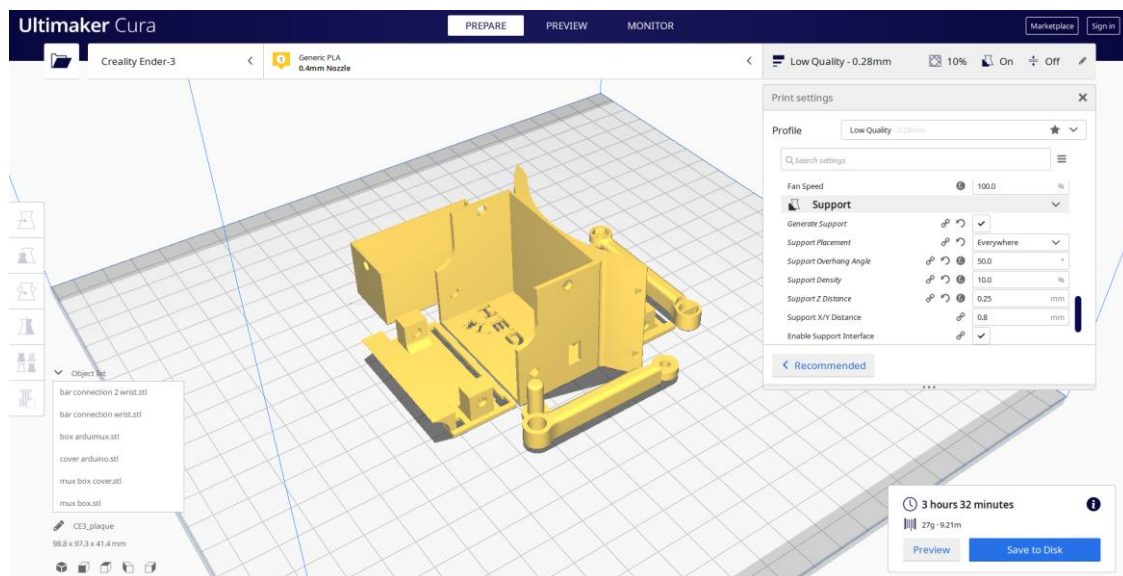 Ultimaker Cura
PREPARE PREVIEW MONITOR
Marketplace Sign in
Creality Ender-3
1 Generic PLA
0.4mm Nozzle
Low Quality - 0.28mm 10% On Off
Print settings
Profile Low Quality 0.28mm
Search settings
Fan Speed 100.0 %
Support
Generate Support
Support Placement Everywhere
Support Overhang Angle 50.0 °
Support Density 10.0 %
Support Z Distance 0.25 mm
Support X/Y Distance 0.8 mm
Enable Support Interface
Recommended
Object list
bar connection 2 wrist.stl
bar connection wrist.stl
box arduimux.stl
cover arduino.stl
mux box cover.stl
mux box.stl
CE3_plaque
98.8 x 97.3 x 41.4 mm
3 hours 32 minutes
27g · 9.21m
Preview Save to Disk